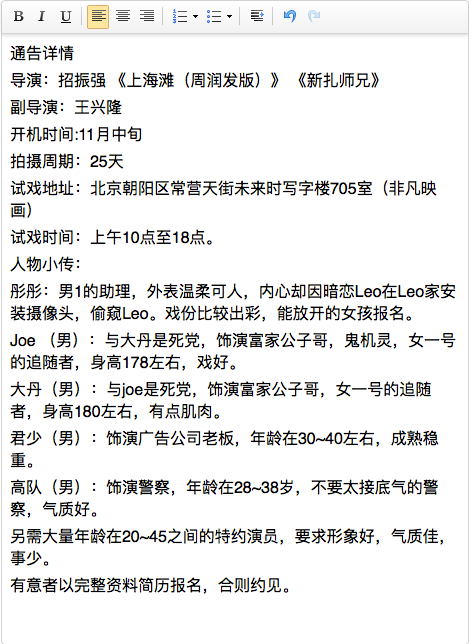 B I U
通告详情
导演：招振强 《上海滩（周润发版）》 《新扎师兄》
副导演：王兴隆
开机时间:11月中旬
拍摄周期：25天
试戏地址：北京朝阳区常营天街未来时写字楼705室（非凡映
画）
试戏时间：上午10点至18点。
人物小传：
彤彤：男1的助理，外表温柔可人，内心却因暗恋Leo在Leo家安
装摄像头，偷窥Leo。戏份比较出彩，能放开的女孩报名。
Joe （男）：与大丹是死党，饰演富家公子哥，鬼机灵，女一号
的追随者，身高178左右，戏好。
大丹（男）：与joe是死党，饰演富家公子哥，女一号的追随
者，身高180左右，有点肌肉。
君少（男）：饰演广告公司老板，年龄在30~40左右，成熟稳
重。
高队（男）：饰演警察，年龄在28~38岁，不要太接底气的警
察，气质好。
另需大量年龄在20~45之间的特约演员，要求形象好，气质佳，
事少。
有意者以完整资料简历报名，合则约见。